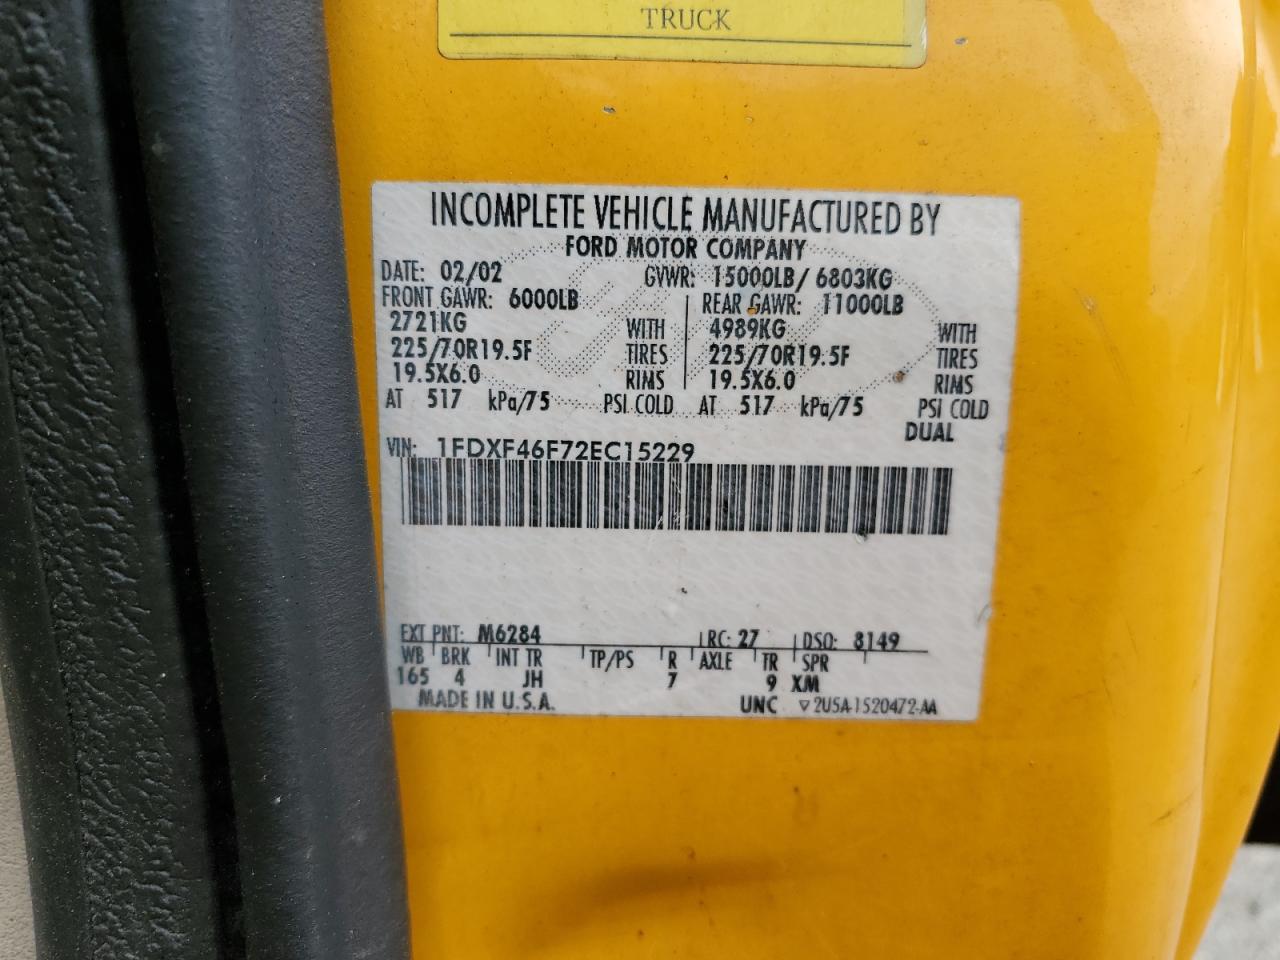 TRUCK
INCOMPLETE VEHICLE MANUFACTURED BY
FORD MOTOR COMPANY
DATE: 02/02 GVWR: 15000LB/ 6803KG
FRONT GAWR: 6000LB REAR GAWR: 11000LB
2721KG WITH 4989KG WITH
225/70R19.5F TIRES 225/70R19.5F TIRES
19.5X6.0 RIMS 19.5X6.0 RIMS
AT 517 kPa/75 PSI COLD AT 517 kPa/75 PSI COLD
DUAL
VIN: 1FDXF46F72EC15229
EXT PNT: M6284 RC: 27 DSO: 8149
WB BRK INT TR TP/PS R AXLE TR SPR
165 4 JH 7 9 XM
MADE IN U.S.A. UNC ▽2U5A-1520472-AA